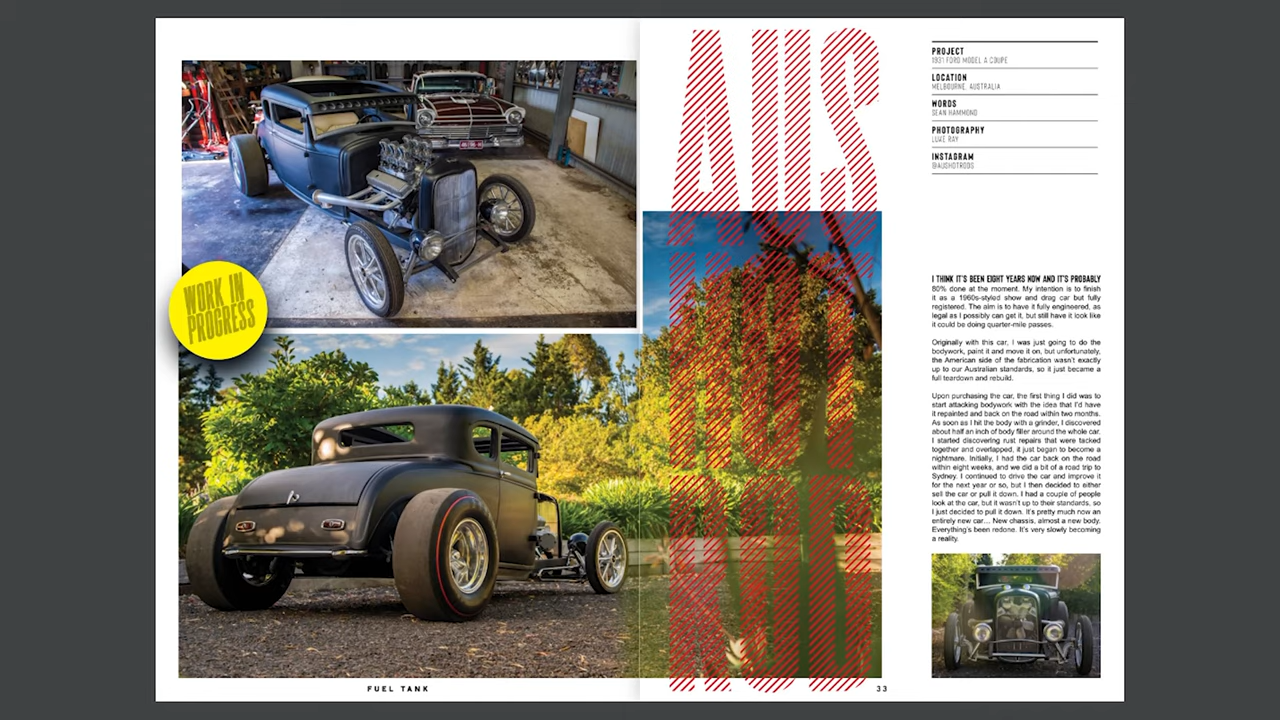 WORK IN
PROGRESS
FUEL TANK
AUS
HOT
ROD
PROJECT
1931 FORD MODEL A COUPE
LOCATION
MELBOURNE, AUSTRALIA
WORDS
SEAN HAMMOND
PHOTOGRAPHY
LUKE RAY
INSTAGRAM
@AUSHOTRODS
I THINK IT'S BEEN EIGHT YEARS NOW AND IT'S PROBABLY
80% done at the moment. My intention is to finish
it as a 1960s-styled show and drag car but fully
registered. The aim is to have it fully engineered, as
legal as I possibly can get it, but still have it look like
it could be doing quarter-mile passes.
Originally with this car, I was just going to do the
bodywork, paint it and move it on, but unfortunately,
the American side of the fabrication wasn't exactly
up to our Australian standards, so it just became a
full teardown and rebuild.
Upon purchasing the car, the first thing I did was to
start attacking bodywork with the idea that I'd have
it repainted and back on the road within two months.
As soon as I hit the body with a grinder, I discovered
about half an inch of body filler around the whole car.
I started discovering rust repairs that were tacked
together and overlapped, it just began to become a
nightmare. Initially, I had the car back on the road
within eight weeks, and we did a bit of a road trip to
Sydney. I continued to drive the car and improve it
for the next year or so, but I then decided to either
sell the car or pull it down. I had a couple of people
look at the car, but it wasn't up to their standards, so
I just decided to pull it down. It's pretty much now an
entirely new car… New chassis, almost a new body.
Everything's been redone. It's very slowly becoming
a reality.
33